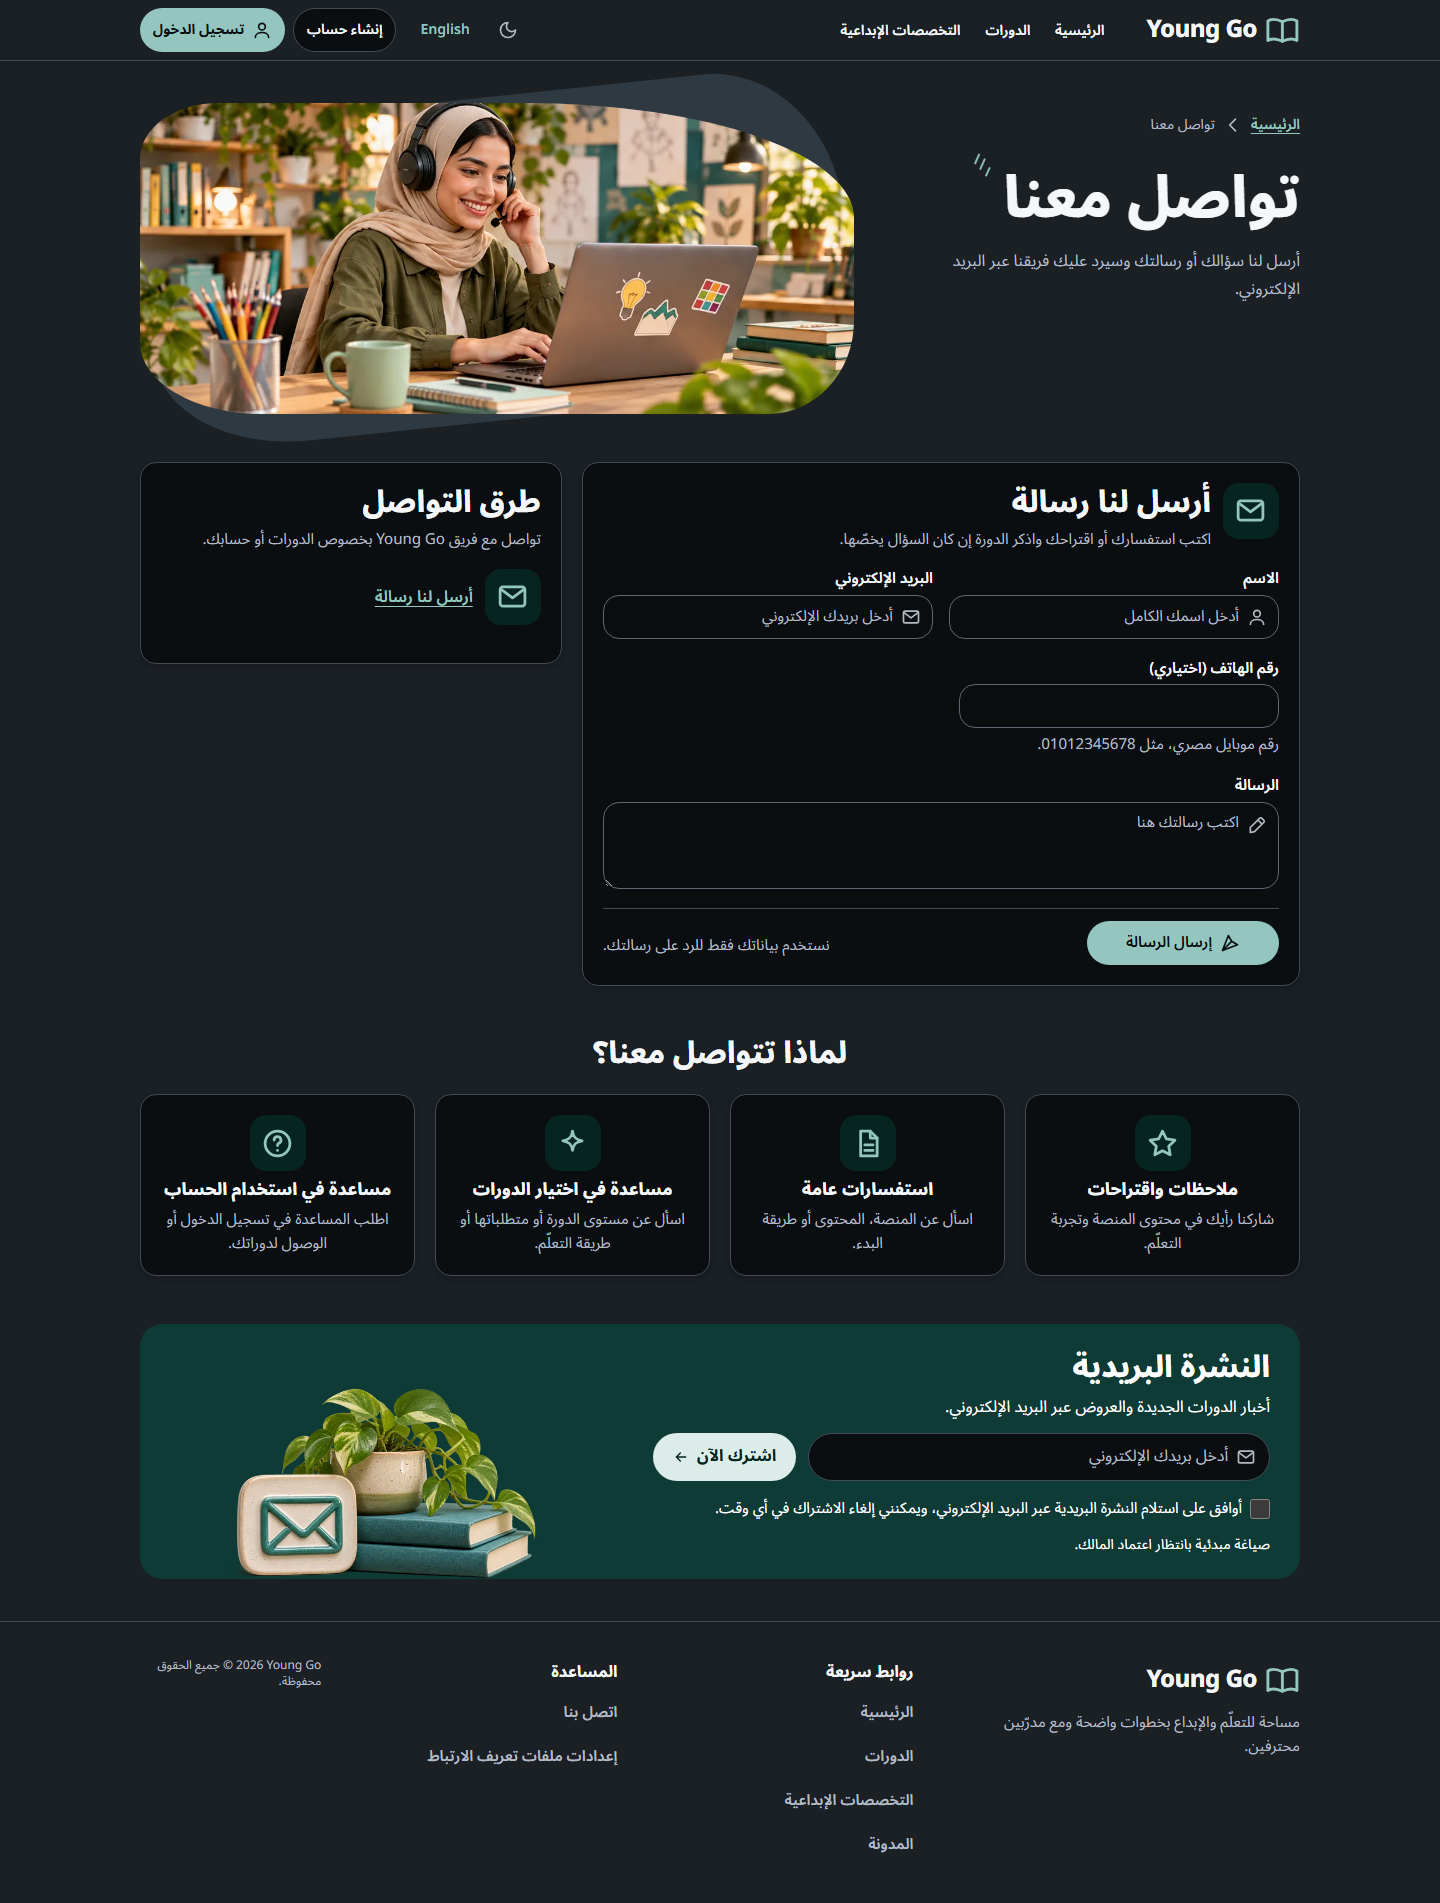 Young Go
الرئيسية
الدورات
التخصصات الإبداعية
English
إنشاء حساب
تسجيل الدخول
الرئيسية
تواصل معنا
تواصل معنا
أرسل لنا سؤالك أو رسالتك وسيرد عليك فريقنا عبر البريد
الإلكتروني.
أرسل لنا رسالة
اكتب استفسارك أو اقتراحك واذكر الدورة إن كان السؤال يخصّها.
الاسم
البريد الإلكتروني
أدخل اسمك الكامل
أدخل بريدك الإلكتروني
رقم الهاتف (اختياري)
رقم موبايل مصري، مثل 01012345678.
الرسالة
اكتب رسالتك هنا
إرسال الرسالة
نستخدم بياناتك فقط للرد على رسالتك.
طرق التواصل
تواصل مع فريق Young Go بخصوص الدورات أو حسابك.
أرسل لنا رسالة
لماذا تتواصل معنا؟
ملاحظات واقتراحات
شاركنا رأيك في محتوى المنصة وتجربة
التعلّم.
استفسارات عامة
اسأل عن المنصة، المحتوى أو طريقة
البدء.
مساعدة في اختيار الدورات
اسأل عن مستوى الدورة أو متطلباتها أو
طريقة التعلّم.
مساعدة في استخدام الحساب
اطلب المساعدة في تسجيل الدخول أو
الوصول لدوراتك.
النشرة البريدية
أخبار الدورات الجديدة والعروض عبر البريد الإلكتروني.
أدخل بريدك الإلكتروني
اشترك الآن
أوافق على استلام النشرة البريدية عبر البريد الإلكتروني، ويمكنني إلغاء الاشتراك في أي وقت.
صياغة مبدئية بانتظار اعتماد المالك.
Young Go
مساحة للتعلّم والإبداع بخطوات واضحة ومع مدرّبين
محترفين.
روابط سريعة
الرئيسية
الدورات
التخصصات الإبداعية
المدونة
المساعدة
اتصل بنا
إعدادات ملفات تعريف الارتباط
Young Go 2026 © جميع الحقوق
محفوظة.